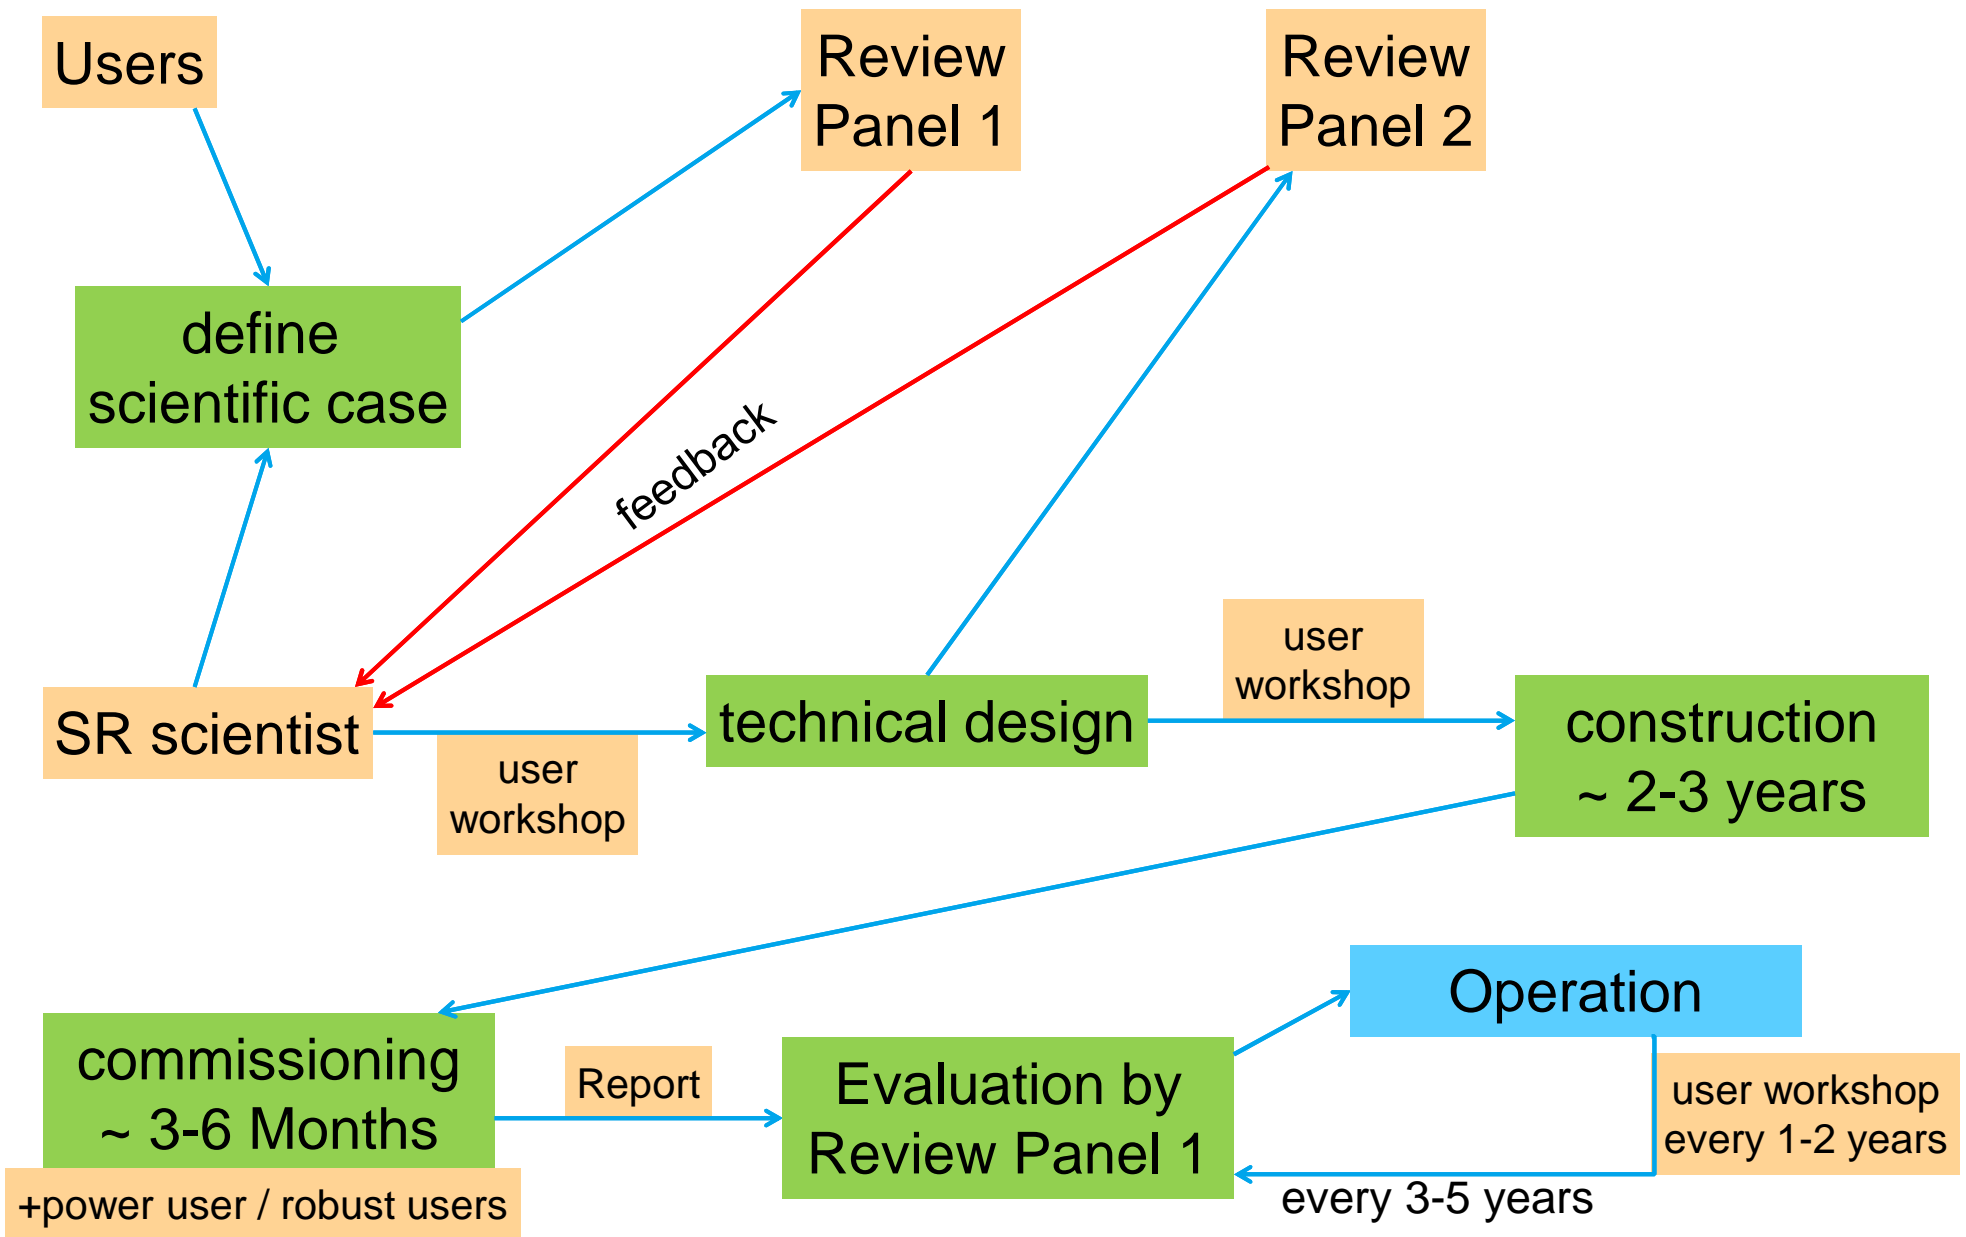 Users
Review
Panel 1
Review
Panel 2
define
scientific case
feedback
user
workshop
SR scientist
technical design
construction
~ 2-3 years
user
workshop
Operation
commissioning
~ 3-6 Months
Report
Evaluation by
Review Panel 1
user workshop
every 1-2 years
+power user / robust users
every 3-5 years